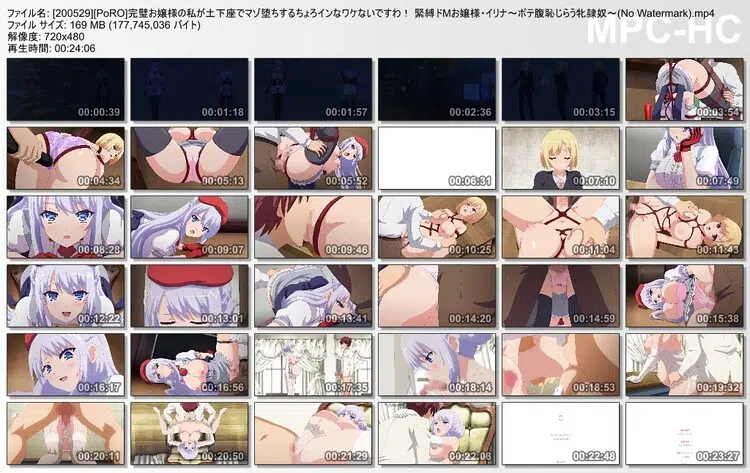 ファイル名: [200529][PoRO]完璧お嬢様の私が土下座でマゾ堕ちするちょろインなワケないですわ！ 緊縛ドMお嬢様・イリナ～ボテ腹恥じらう牝隷奴～(No Watermark).mp4
ファイル サイズ: 169 MB (177,745,036 バイト)
解像度: 720x480
再生時間: 00:24:06
MPC-HC
00:00:39 00:01:18 00:01:57 00:02:36 00:03:15 00:03:54
00:04:34 00:05:13 00:05:52 00:06:31 00:07:10 00:07:49
00:08:28 00:09:07 00:09:46 00:10:25 00:11:04 00:11:43
00:12:22 00:13:01 00:13:41 00:14:20 00:14:59 00:15:38
00:16:17 00:16:56 00:17:35 00:18:14 00:18:53 00:19:32
00:20:11 00:20:50 00:21:29 00:22:08 00:22:48 00:23:27